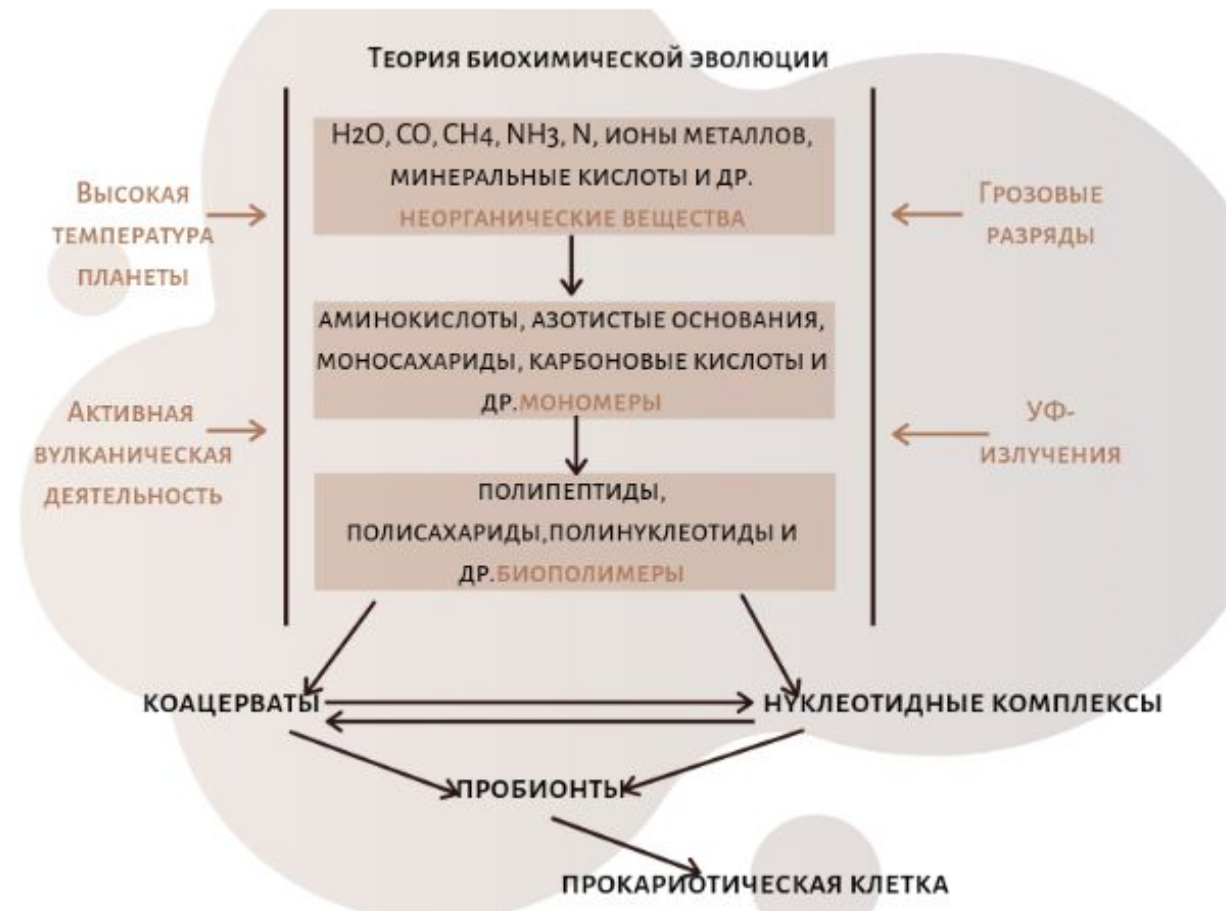 Теория биохимической эволюции
H2O, CO, CH4, NH3, N, ионы металлов,
минеральные кислоты и др.
неорганические вещества
Высокая
температура
планеты
Грозовые
разряды
аминокислоты, азотистые основания,
моносахариды, карбоновые кислоты и
др.мономеры
Активная
вулканическая
деятельность
УФ-
излучения
полипептиды,
полисахариды,полинуклеотиды и
др.биополимеры
коацерваты
нуклеотидные комплексы
пробионты
прокариотическая клетка